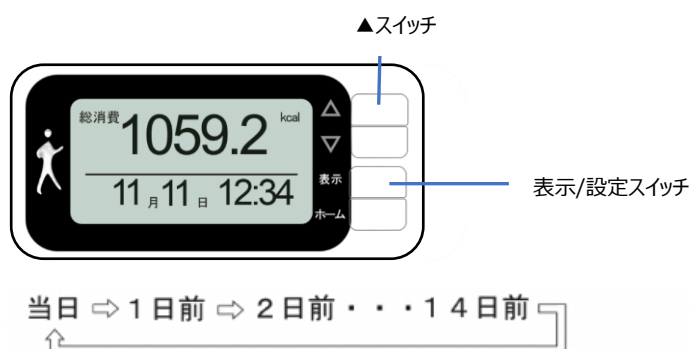 ▲スイッチ
総消費 1059.2 kcal
11月11日 12:34
△
▽
表示
ホーム
表示/設定スイッチ
当日 ⇨ 1日前 ⇨ 2日前・・・14日前